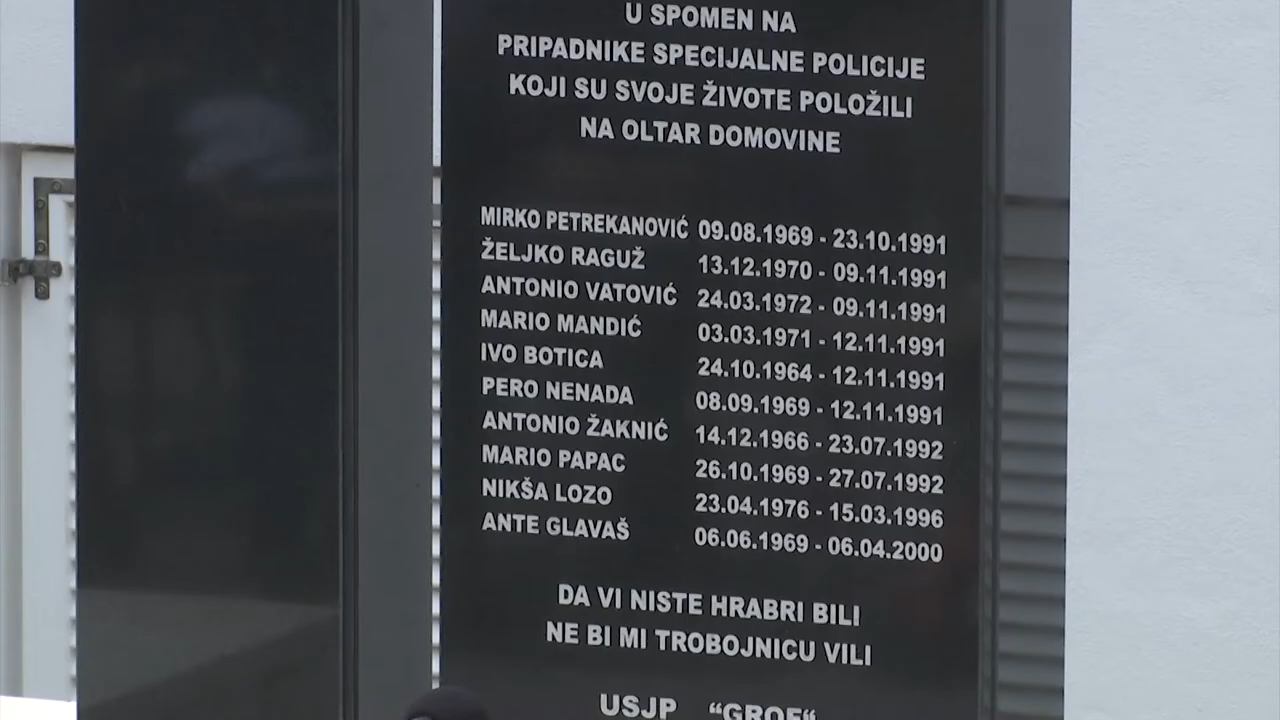 U SPOMEN NA
PRIPADNIKE SPECIJALNE POLICIJE
KOJI SU SVOJE ŽIVOTE POLOŽILI
NA OLTAR DOMOVINE
MIRKO PETREKANOVIĆ 09.08.1969 - 23.10.1991
ŽELJKO RAGUŽ 13.12.1970 - 09.11.1991
ANTONIO VATOVIĆ 24.03.1972 - 09.11.1991
MARIO MANDIĆ 03.03.1971 - 12.11.1991
IVO BOTICA 24.10.1964 - 12.11.1991
PERO NENADA 08.09.1969 - 12.11.1991
ANTONIO ŽAKNIĆ 14.12.1966 - 23.07.1992
MARIO PAPAC 26.10.1969 - 27.07.1992
NIKŠA LOZO 23.04.1976 - 15.03.1996
ANTE GLAVAŠ 06.06.1969 - 06.04.2000
DA VI NISTE HRABRI BILI
NE BI MI TROBOJNICU VILI
USJP “GROF“